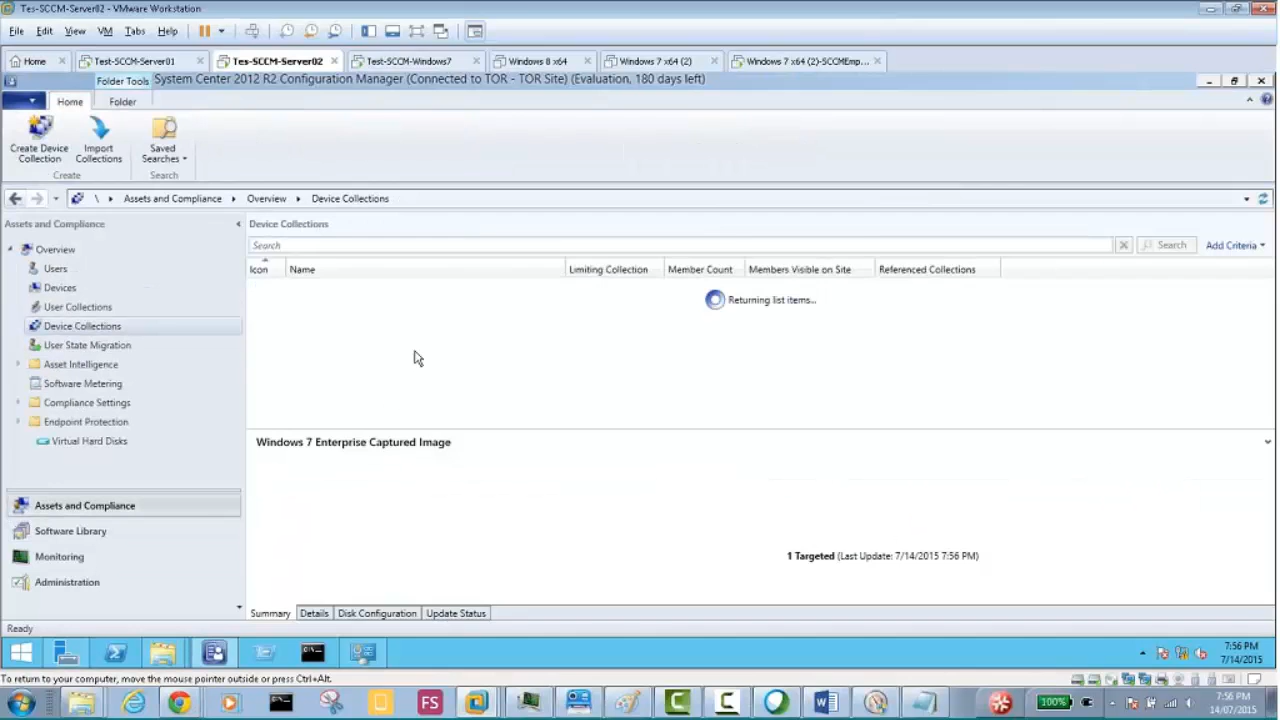 Tes-SCCM-Server02 - VMware Workstation
File Edit View VM Tabs Help
Home Test-SCCM-Server01 Tes-SCCM-Server02 Test-SCCM-Windows7 Windows 8 x64 Windows 7 x64 (2) Windows 7 x64 (2)-SCCMEmp...
Folder Tools System Center 2012 R2 Configuration Manager (Connected to TOR - TOR Site) (Evaluation, 180 days left)
Home Folder
Create Device Collection Import Collections Saved Searches
Create Search
\ Assets and Compliance Overview Device Collections
Assets and Compliance Device Collections
Search Search Add Criteria
Icon Name Limiting Collection Member Count Members Visible on Site Referenced Collections
Returning list items...
Overview
Users
Devices
User Collections
Device Collections
User State Migration
Asset Intelligence
Software Metering
Compliance Settings
Endpoint Protection
Virtual Hard Disks
Windows 7 Enterprise Captured Image
Assets and Compliance
Software Library
Monitoring
Administration
1 Targeted (Last Update: 7/14/2015 7:56 PM)
Summary Details Disk Configuration Update Status
Ready
7:56 PM
7/14/2015
To return to your computer, move the mouse pointer outside or press Ctrl+Alt.
FS
100%
7:56 PM
14/07/2015